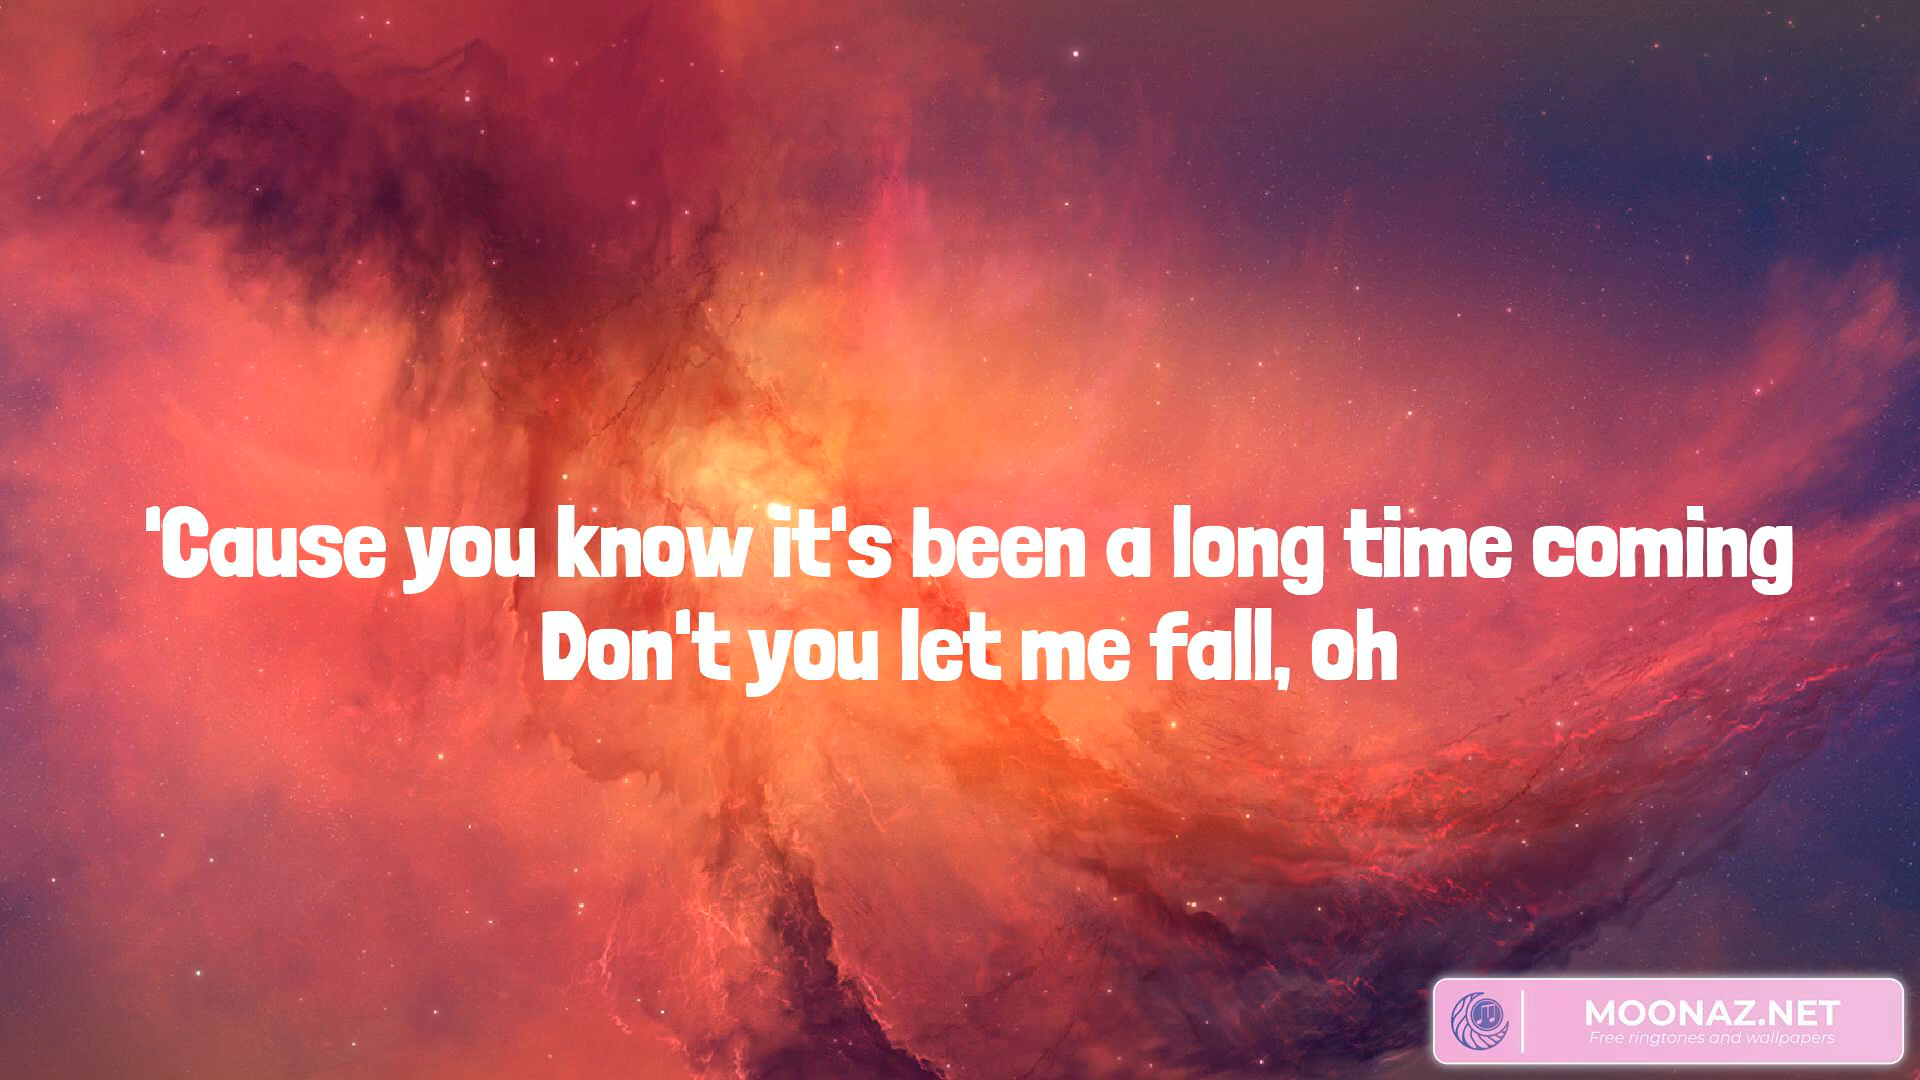 'Cause you know it's been a long time coming
Don't you let me fall, oh
MOONAZ.NET
Free ringtones and wallpapers